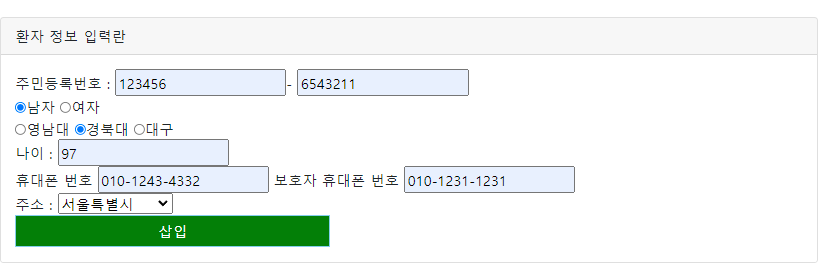 환자 정보 입력란
주민등록번호 : 123456 - 6543211
남자 여자
영남대 경북대 대구
나이 : 97
휴대폰 번호 010-1243-4332 보호자 휴대폰 번호 010-1231-1231
주소 : 서울특별시
삽입